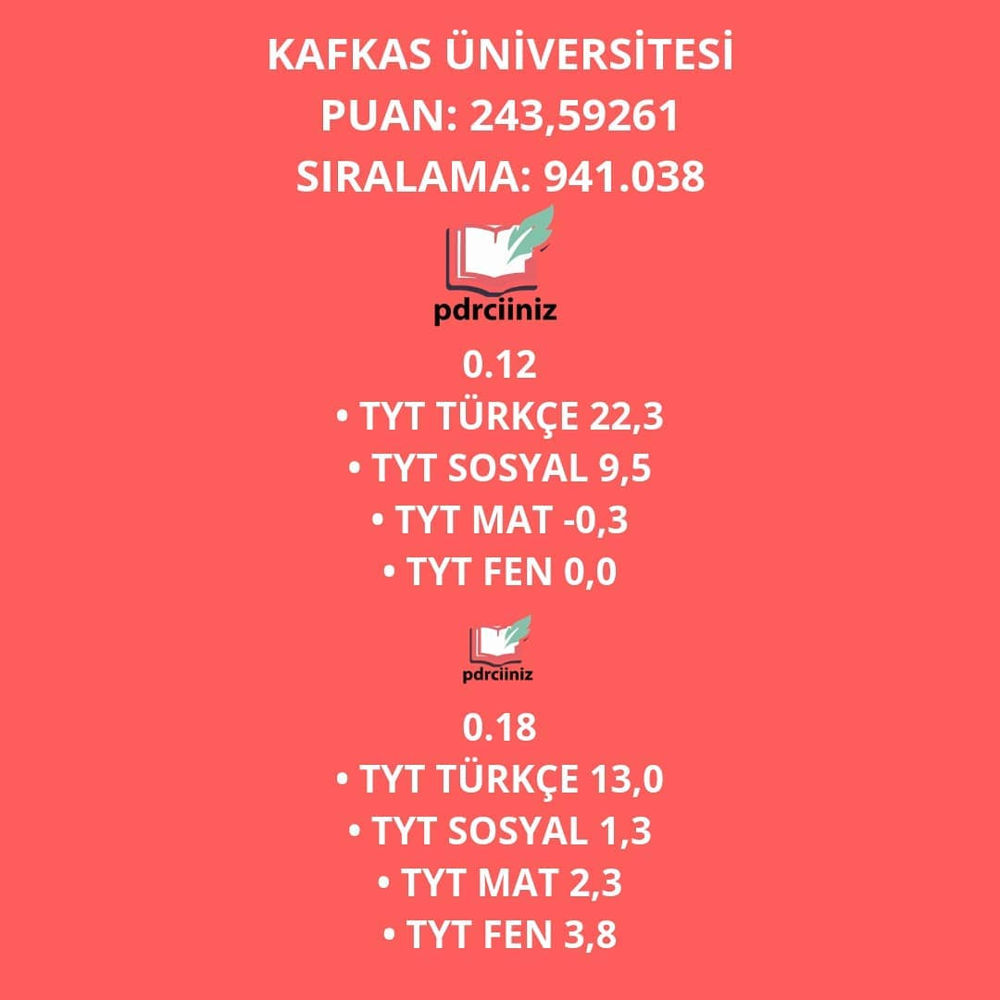 KAFKAS ÜNİVERSİTESİ
PUAN: 243,59261
SIRALAMA: 941.038
pdrciiniz
0.12
• TYT TÜRKÇE 22,3
• TYT SOSYAL 9,5
• TYT MAT -0,3
• TYT FEN 0,0
pdrciiniz
0.18
• TYT TÜRKÇE 13,0
• TYT SOSYAL 1,3
• TYT MAT 2,3
• TYT FEN 3,8